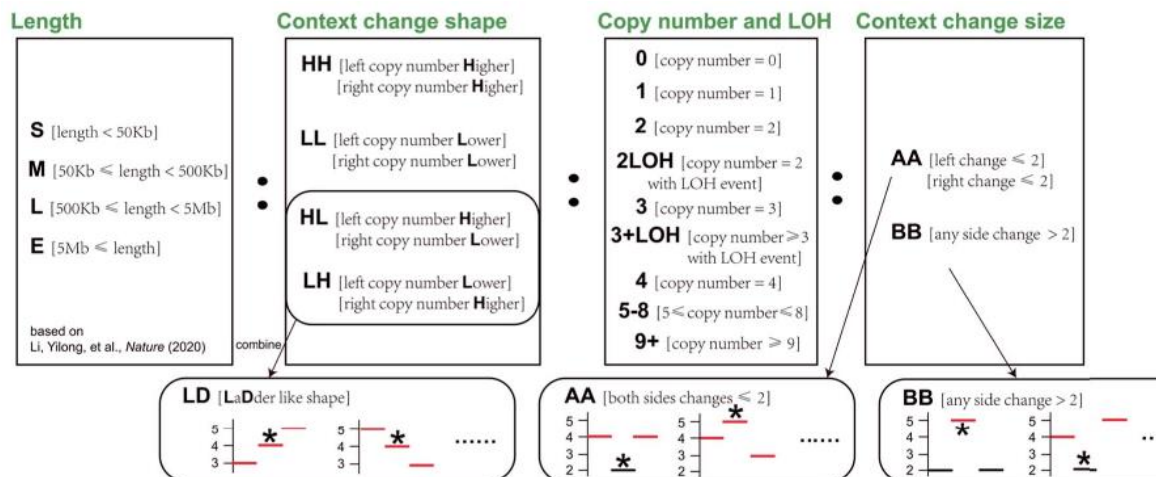 Length
Context change shape
Copy number and LOH
Context change size
S [length < 50Kb]
M [50Kb ⩽ length < 500Kb]
L [500Kb ⩽ length < 5Mb]
E [5Mb ⩽ length]
based on
Li, Yilong, et al., Nature (2020)
:
HH [left copy number Higher]
[right copy number Higher]
LL [left copy number Lower]
[right copy number Lower]
HL [left copy number Higher]
[right copy number Lower]
LH [left copy number Lower]
[right copy number Higher]
combine
:
0 [copy number = 0]
1 [copy number = 1]
2 [copy number = 2]
2LOH [copy number = 2
with LOH event]
3 [copy number = 3]
3+LOH [copy number ⩾ 3
with LOH event]
4 [copy number = 4]
5-8 [5 ⩽ copy number ⩽ 8]
9+ [copy number ⩾ 9]
:
AA [left change ⩽ 2]
[right change ⩽ 2]
BB [any side change > 2]
LD [LaDder like shape]
5
4
3
*
5
4
3
*
......
AA [both sides changes ⩽ 2]
5
4
3
2
*
5
4
3
2
*
......
BB [any side change > 2]
5
4
3
2
*
5
4
3
2
*
..